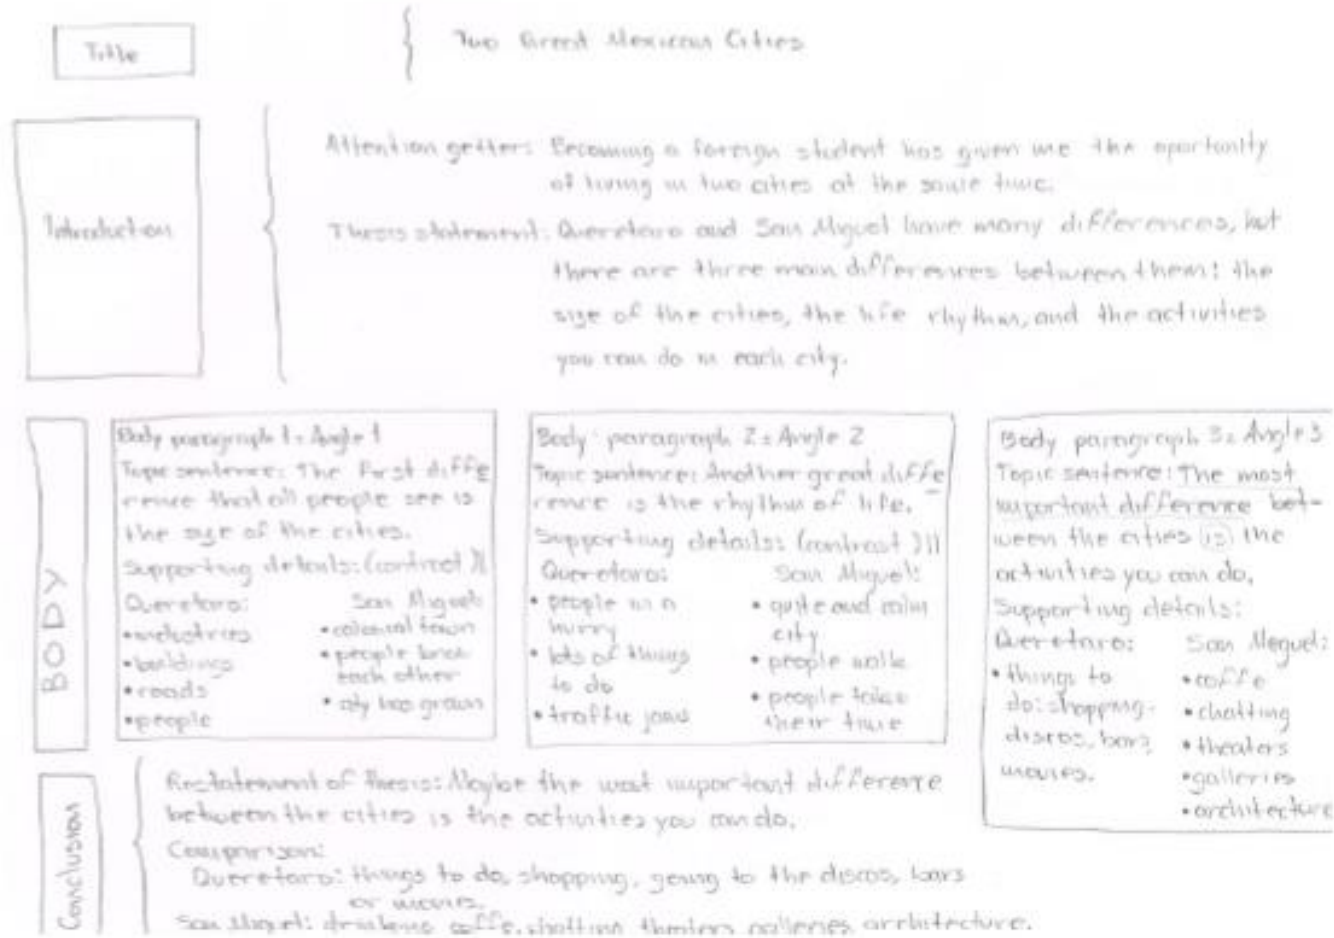 Title
Two Great Mexican Cities
Introduction
Attention getter: Becoming a foreign student has given me the oportunity
of living in two cities at the same time.
Thesis statement: Queretaro and San Miguel have many differences, but
there are three main differences between them: the
size of the cities, the life rhythm, and the activities
you can do in each city.
BODY
Body paragraph 1: Angle 1
Topic sentence: The first diffe
rence that all people see is
the size of the cities.
Supporting details: (contrast)
Queretaro:
• industries
• buildings
• roads
• people
San Miguel:
• colonial town
• people know
each other
• city has grown
Body paragraph 2: Angle 2
Topic sentence: Another great diffe
rence is the rhythm of life.
Supporting details: (contrast)
Queretaro:
• people in a
hurry
• lots of things
to do
• traffic jams
San Miguel:
• quite and calm
city
• people walk
• people take
their time
Body paragraph 3: Angle 3
Topic sentence: The most
important difference bet-
ween the cities is the
activities you can do.
Supporting details:
Queretaro:
• things to
do: shopping,
discos, bars,
movies.
San Meguel:
• coffe
• chatting
• theaters
• galleries
• architecture
Conclusion
Restatement of Thesis: Maybe the most important difference
between the cities is the activities you can do.
Comparison:
Queretaro: things to do, shopping, going to the discos, bars
or movies.
San Miguel: drinking coffe, chatting theaters galleries architecture.